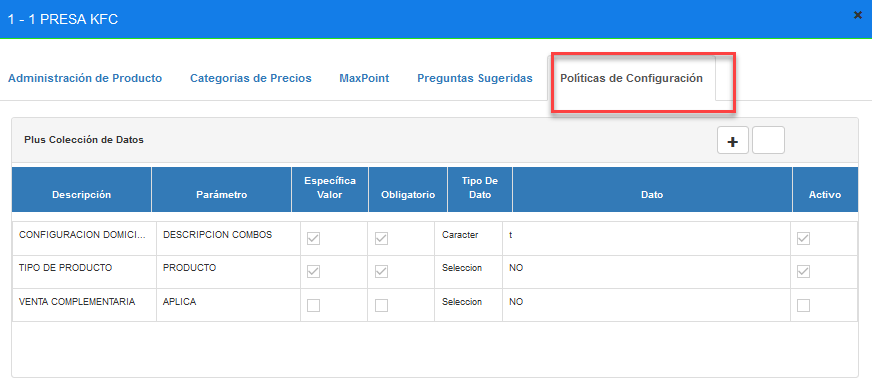 1 - 1 PRESA KFC
Administración de Producto Categorias de Precios MaxPoint Preguntas Sugeridas Políticas de Configuración
Plus Colección de Datos
Descripción Parámetro Específica Valor Obligatorio Tipo De Dato Dato Activo
CONFIGURACION DOMICI... DESCRIPCION COMBOS Caracter t
TIPO DE PRODUCTO PRODUCTO Seleccion NO
VENTA COMPLEMENTARIA APLICA Seleccion NO